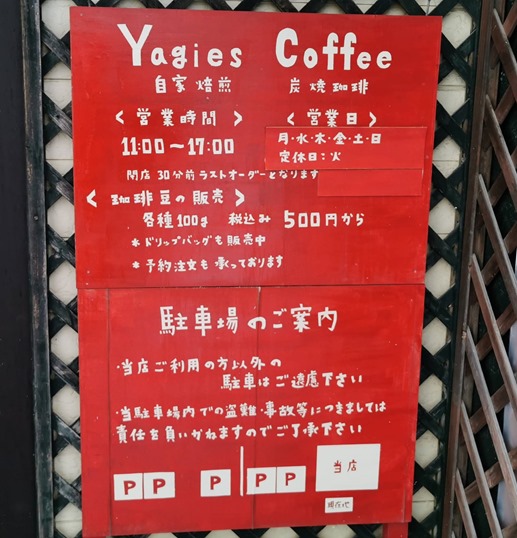 Yagies Coffee
自家焙煎 炭焼珈琲
〈 営業時間 〉
11:00〜17:00
閉店30分前ラストオーダーとなります
〈 営業日 〉
月・水・木・金・土・日
定休日：火
〈 珈琲豆の販売 〉
各種100g 税込み 500円から
*ドリップバッグも販売中
*予約注文も承っております
駐車場のご案内
・当店ご利用の方以外の
駐車はご遠慮下さい
・当駐車場内での盗難・事故等につきましては
責任を負いかねますのでご了承下さい
P P P P P 当店
現在地